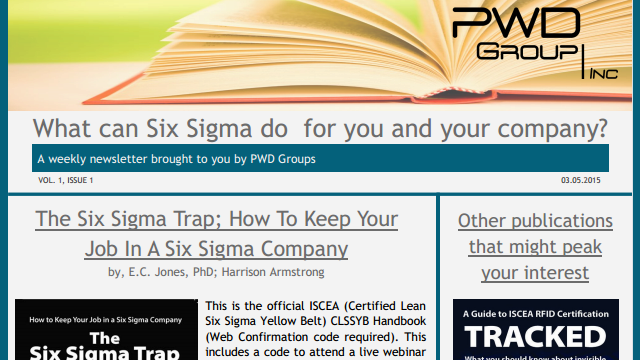 PWD
GROUP
INC
What can Six Sigma do  for you and your company?
A weekly newsletter brought to you by PWD Groups
VOL. 1, ISSUE 1
03.05.2015
The Six Sigma Trap; How To Keep Your
Job In A Six Sigma Company
by, E.C. Jones, PhD; Harrison Armstrong
How to Keep Your Job in a Six Sigma Company
The
Six Sigma Trap
This is the official ISCEA (Certified Lean
Six Sigma Yellow Belt) CLSSYB Handbook
(Web Confirmation code required). This
includes a code to attend a live webinar
Other publications
that might peak
your interest
A Guide to ISCEA RFID Certification
TRACKED
What you should know about invisible